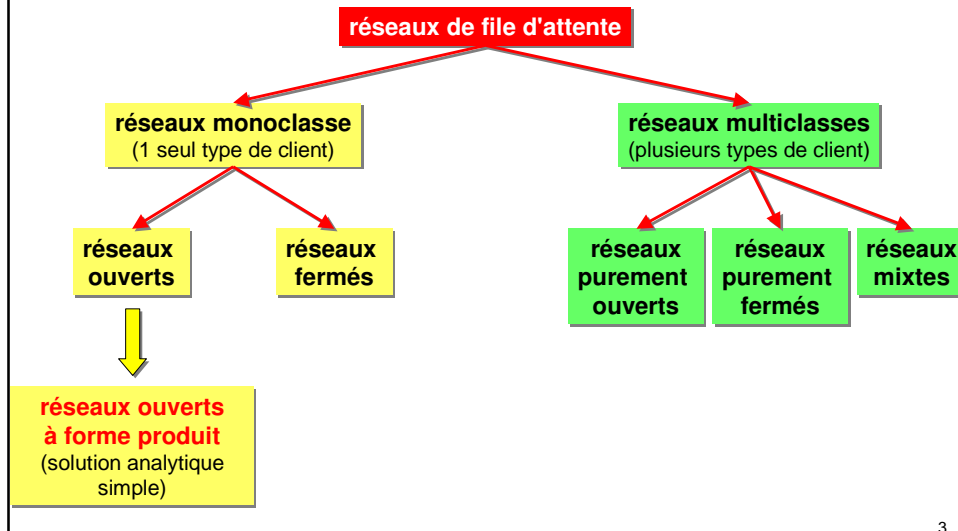 réseaux de file d'attente
réseaux monoclasse
(1 seul type de client)
réseaux multiclasses
(plusieurs types de client)
réseaux
ouverts
réseaux
fermés
réseaux
purement
ouverts
réseaux
purement
fermés
réseaux
mixtes
réseaux ouverts
à forme produit
(solution analytique
simple)
3